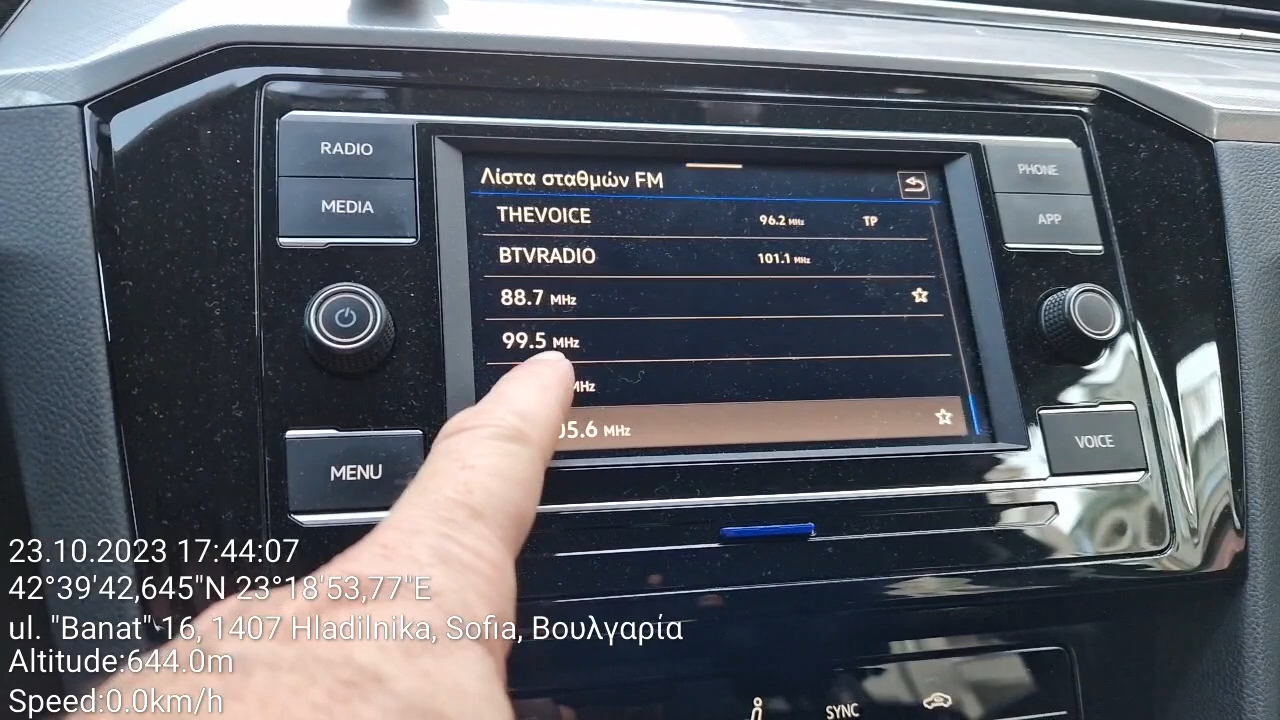 RADIO
MEDIA
PHONE
APP
Λίστα σταθμών FM
THEVOICE 96.2 MHz TP
BTVRADIO 101.1 MHz
88.7 MHz
99.5 MHz
MHz
05.6 MHz
MENU
VOICE
SYNC
23.10.2023 17:44:07
42°39'42,645"N 23°18'53,77"E
ul. "Banat" 16, 1407 Hladilnika, Sofia, Βουλγαρία
Altitude:644.0m
Speed:0.0km/h